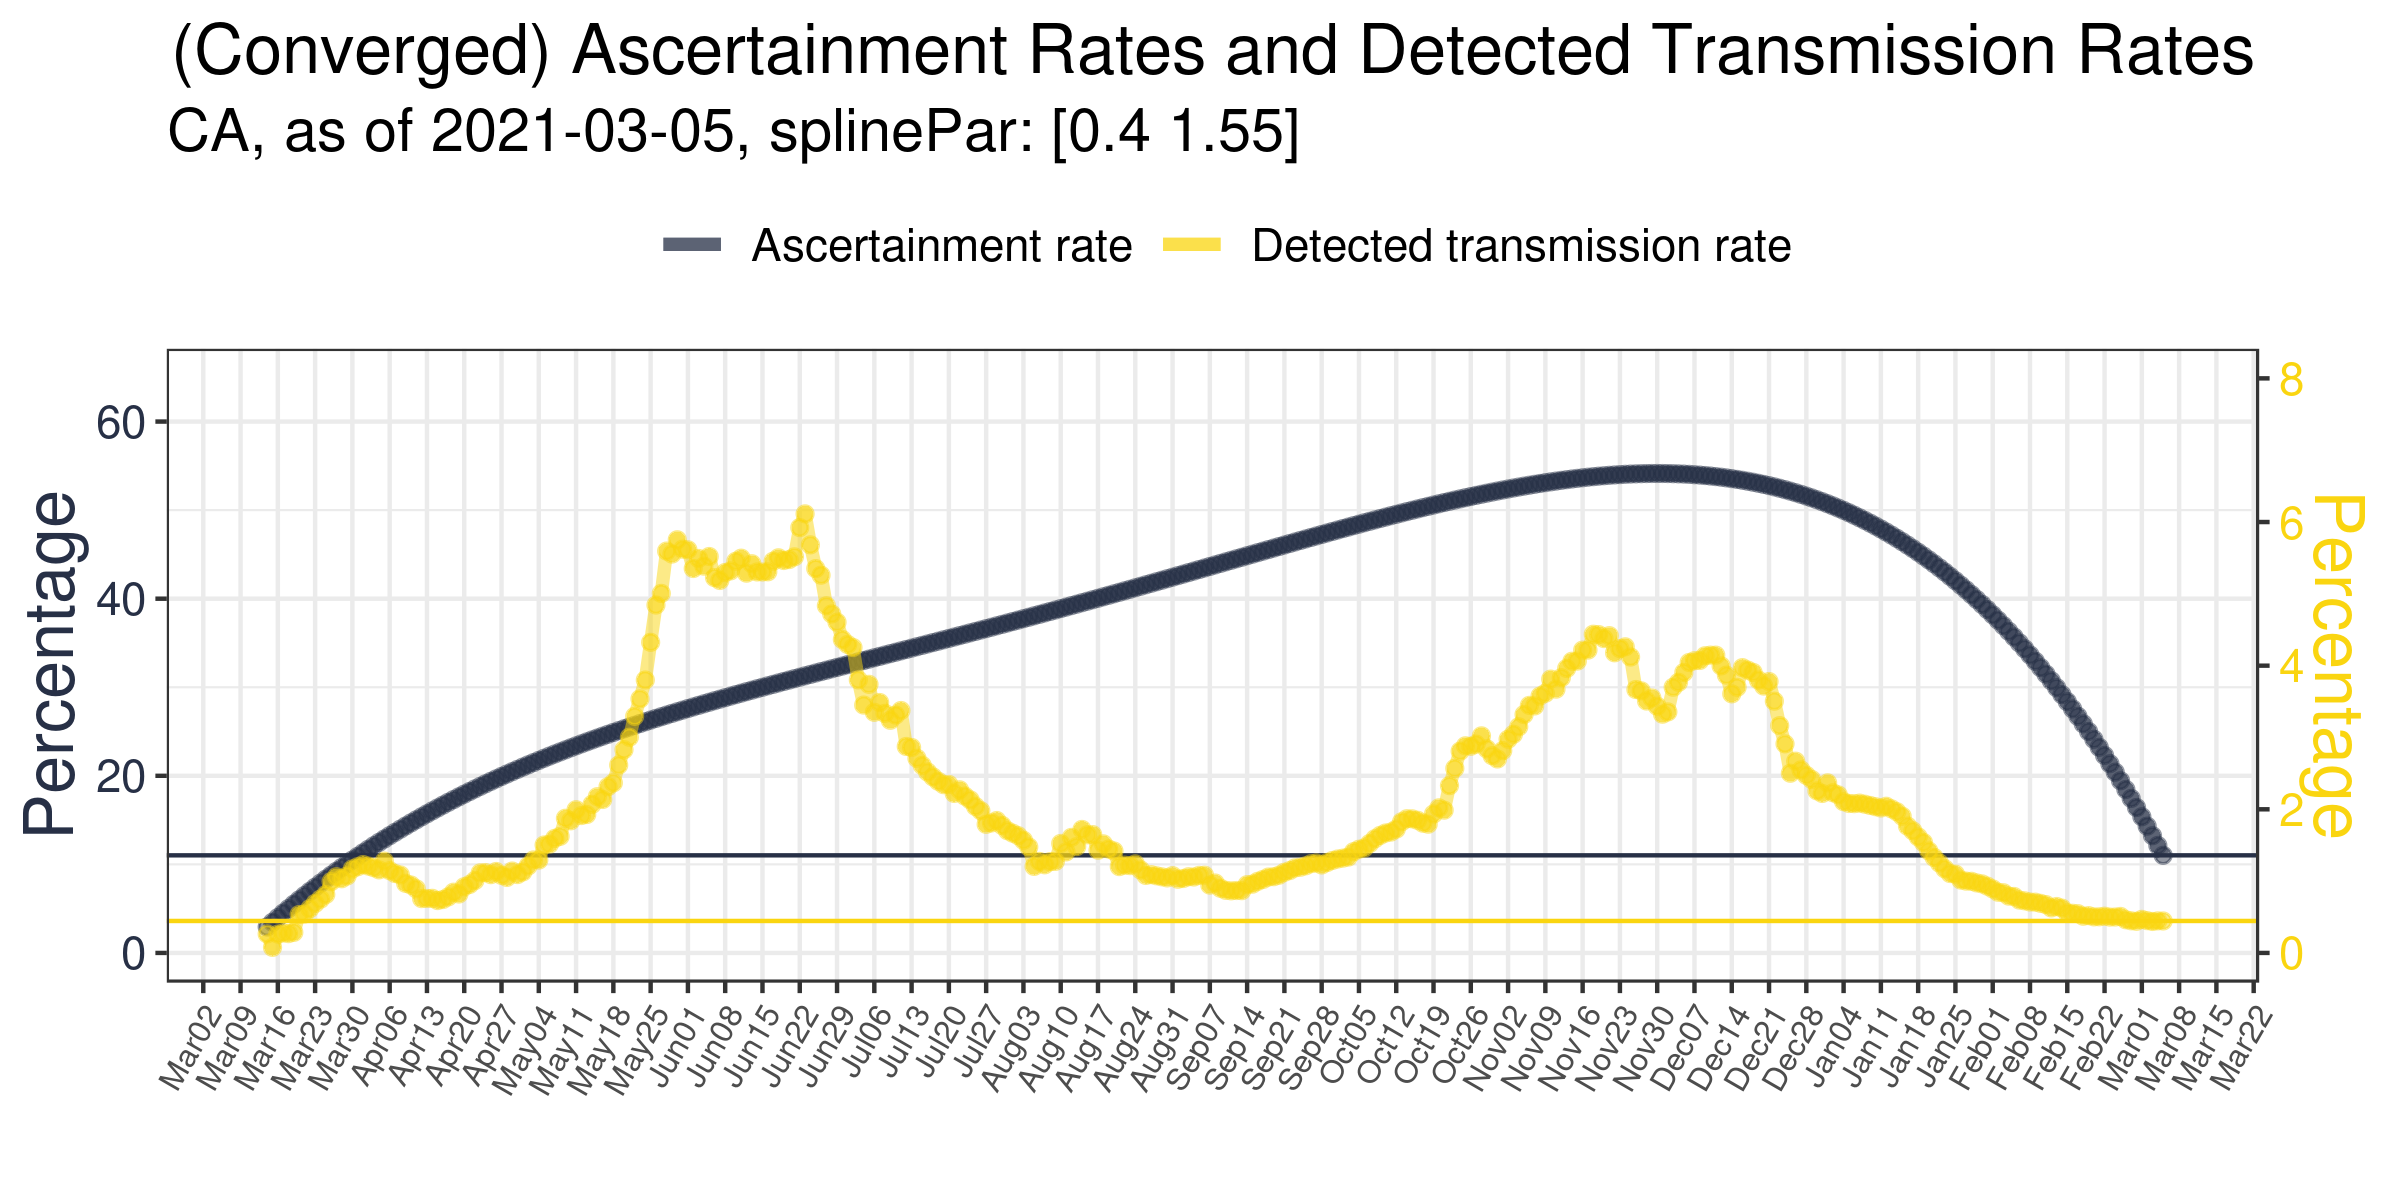 (Converged) Ascertainment Rates and Detected Transmission Rates
CA, as of 2021-03-05, splinePar: [0.4 1.55]
Ascertainment rate Detected transmission rate
Percentage
60
40
20
0
8
6
4
2
0
Percentage
Mar02 Mar09 Mar16 Mar23 Mar30 Apr06 Apr13 Apr20 Apr27 May04 May11 May18 May25 Jun01 Jun08 Jun15 Jun22 Jun29 Jul06 Jul13 Jul20 Jul27 Aug03 Aug10 Aug17 Aug24 Aug31 Sep07 Sep14 Sep21 Sep28 Oct05 Oct12 Oct19 Oct26 Nov02 Nov09 Nov16 Nov23 Nov30 Dec07 Dec14 Dec21 Dec28 Jan04 Jan11 Jan18 Jan25 Feb01 Feb08 Feb15 Feb22 Mar01 Mar08 Mar15 Mar22